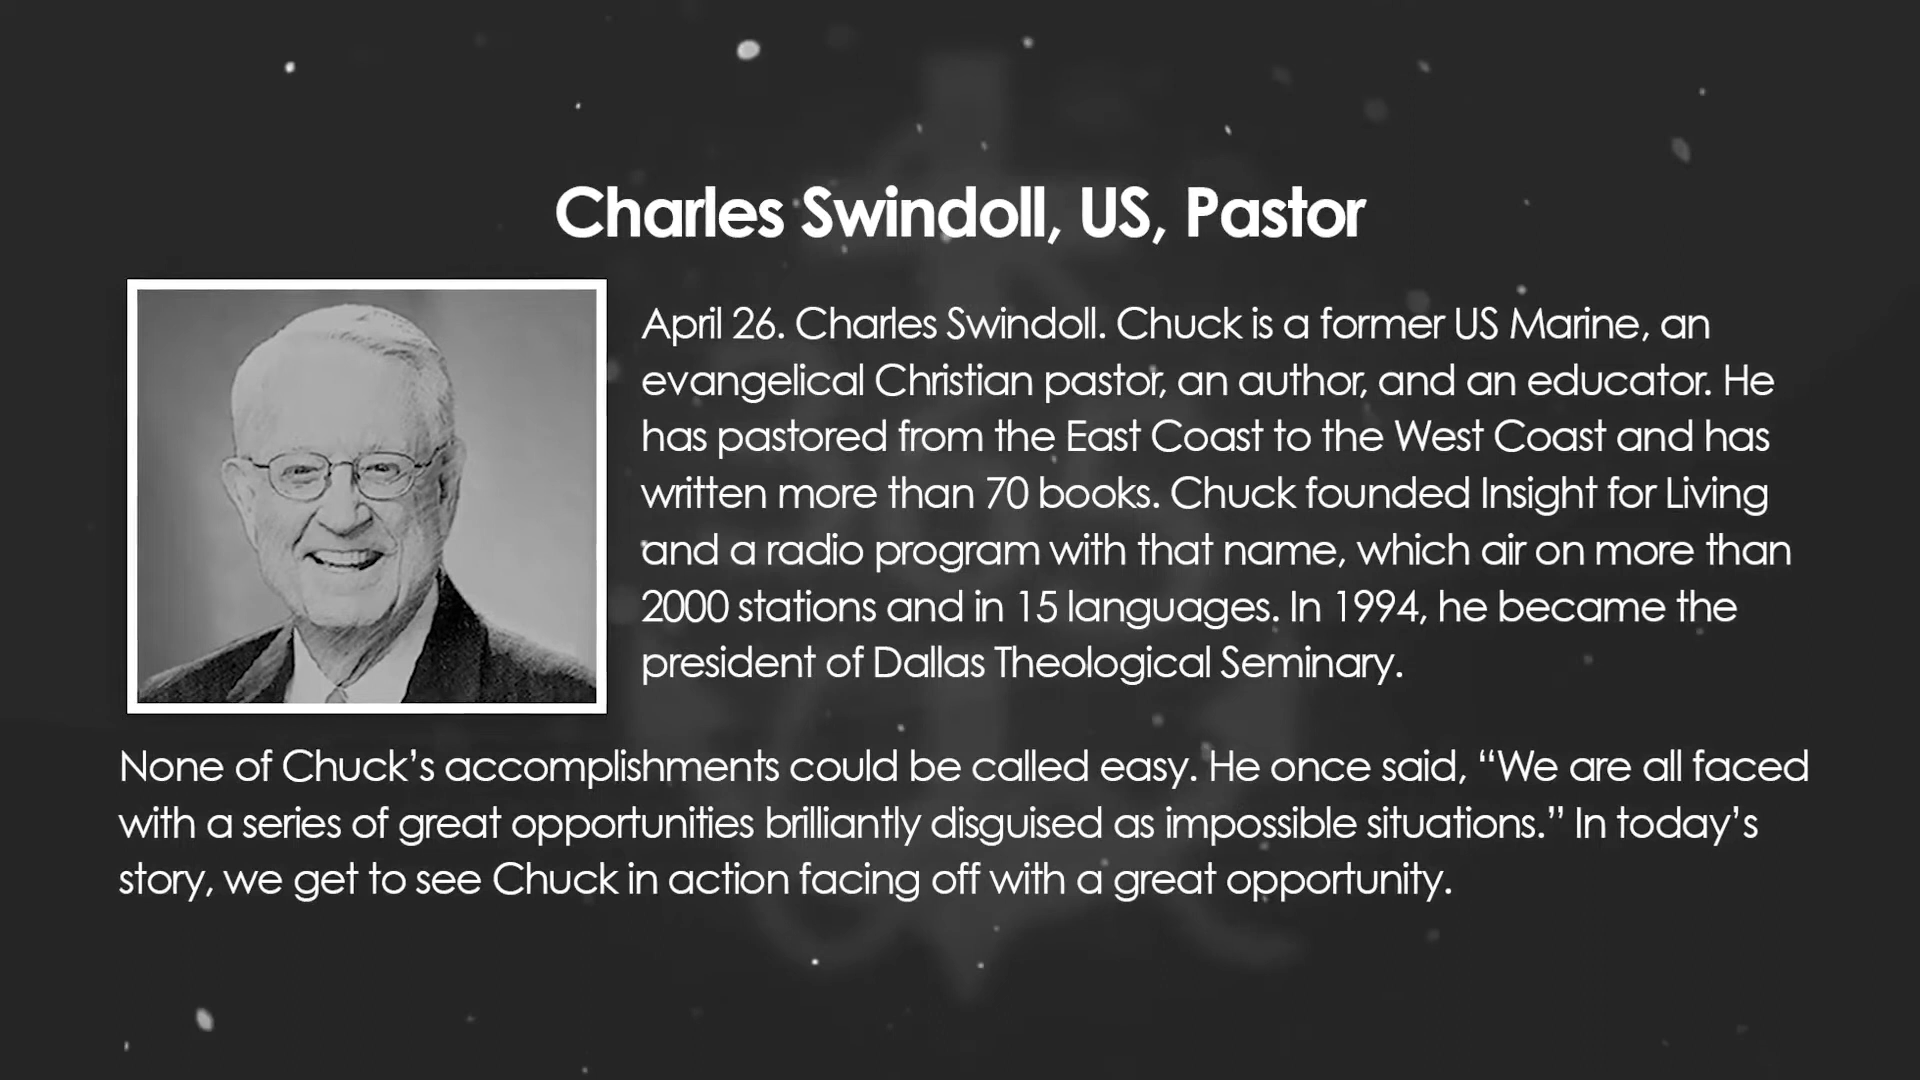 Charles Swindoll, US, Pastor
April 26. Charles Swindoll. Chuck is a former US Marine, an
evangelical Christian pastor, an author, and an educator. He
has pastored from the East Coast to the West Coast and has
written more than 70 books. Chuck founded Insight for Living
and a radio program with that name, which air on more than
2000 stations and in 15 languages. In 1994, he became the
president of Dallas Theological Seminary.
None of Chuck’s accomplishments could be called easy. He once said, “We are all faced
with a series of great opportunities brilliantly disguised as impossible situations.” In today’s
story, we get to see Chuck in action facing off with a great opportunity.